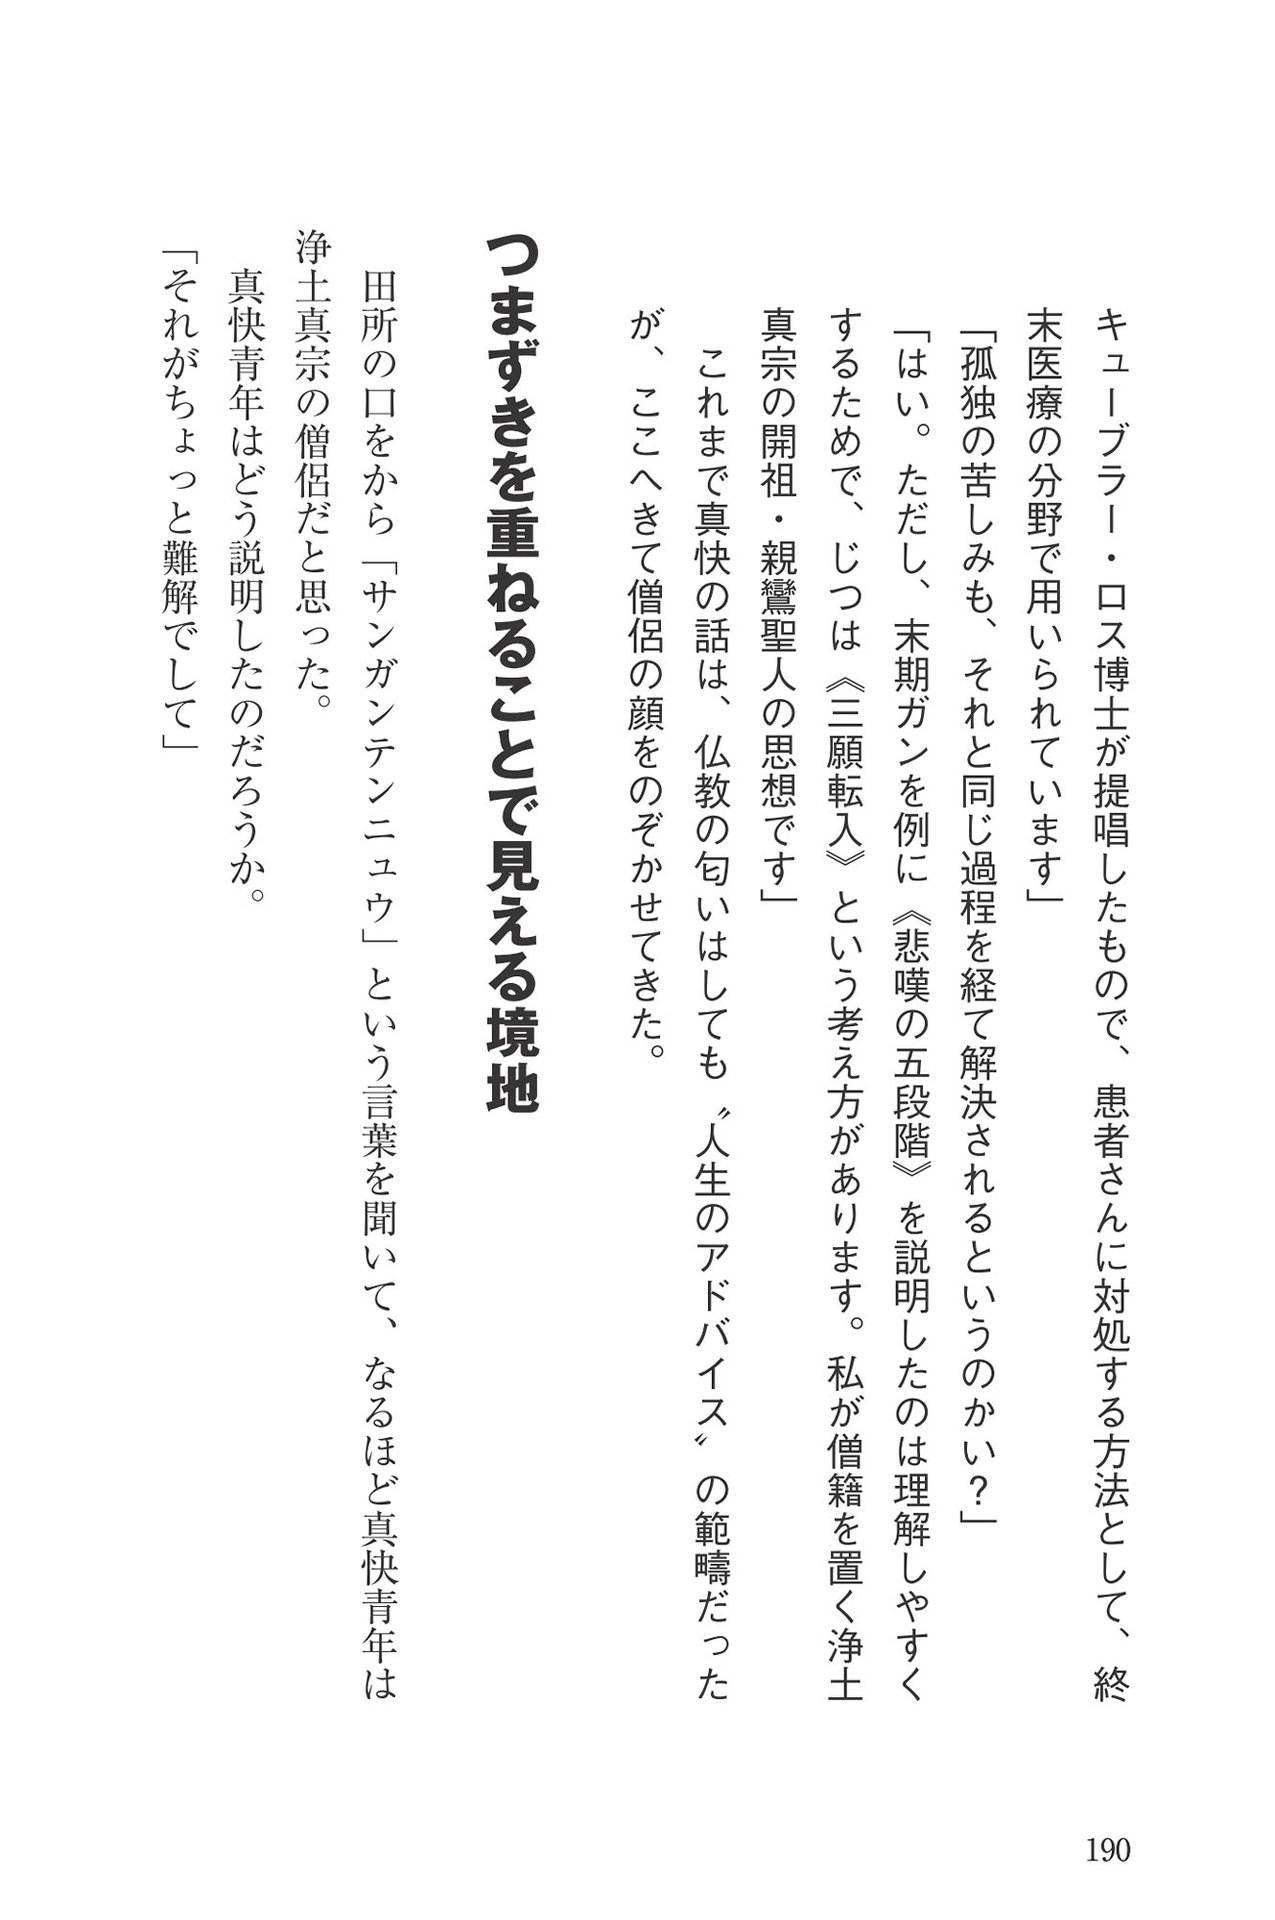 キューブラー・ロス博士が提唱したもので、患者さんに対処する方法として、終
末医療の分野で用いられています」
「孤独の苦しみも、それと同じ過程を経て解決されるというのかい？」
「はい。ただし、末期ガンを例に《悲嘆の五段階》を説明したのは理解しやすく
するためで、じつは《三願転入》という考え方があります。私が僧籍を置く浄土
真宗の開祖・親鸞聖人の思想です」
これまで真快の話は、仏教の匂いはしても〝人生のアドバイス〟の範疇だった
が、ここへきて僧侶の顔をのぞかせてきた。
つまずきを重ねることで見える境地
田所の口をから「サンガンテンニュウ」という言葉を聞いて、なるほど真快青年は
浄土真宗の僧侶だと思った。
真快青年はどう説明したのだろうか。
「それがちょっと難解でして」
190